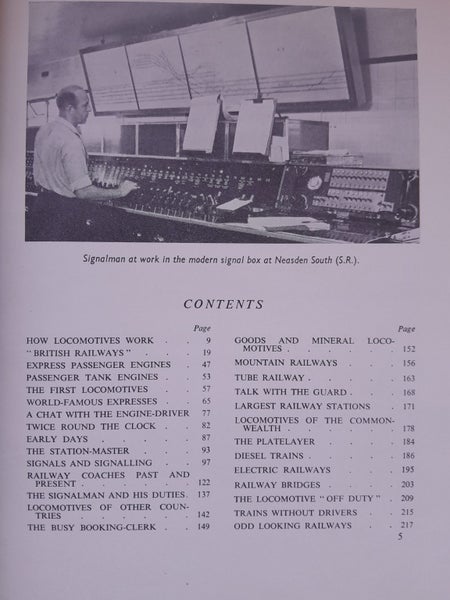 Signalman at work in the modern signal box at Neasden South (S.R.).
CONTENTS
Page
HOW LOCOMOTIVES WORK . . 9
"BRITISH RAILWAYS" . . . 19
EXPRESS PASSENGER ENGINES . 47
PASSENGER TANK ENGINES . . 53
THE FIRST LOCOMOTIVES . . 57
WORLD-FAMOUS EXPRESSES . . 65
A CHAT WITH THE ENGINE-DRIVER 77
TWICE ROUND THE CLOCK . . 82
EARLY DAYS . . . . 87
THE STATION-MASTER . . . 93
SIGNALS AND SIGNALLING . . 97
RAILWAY COACHES PAST AND
PRESENT . . . . . 122
THE SIGNALMAN AND HIS DUTIES . 137
LOCOMOTIVES OF OTHER COUN-
TRIES . . . . . . 142
THE BUSY BOOKING-CLERK . . 149
Page
GOODS AND MINERAL LOCO-
MOTIVES . . . . . . 152
MOUNTAIN RAILWAYS . . . 156
TUBE RAILWAY . . . . . 163
TALK WITH THE GUARD . . . 168
LARGEST RAILWAY STATIONS . 171
LOCOMOTIVES OF THE COMMON-
WEALTH . . . . . . 178
THE PLATELAYER . . . . 184
DIESEL TRAINS . . . . . 186
ELECTRIC RAILWAYS . . . 195
RAILWAY BRIDGES . . . . 203
THE LOCOMOTIVE "OFF DUTY" . 209
TRAINS WITHOUT DRIVERS . . 215
ODD LOOKING RAILWAYS . . 217
5